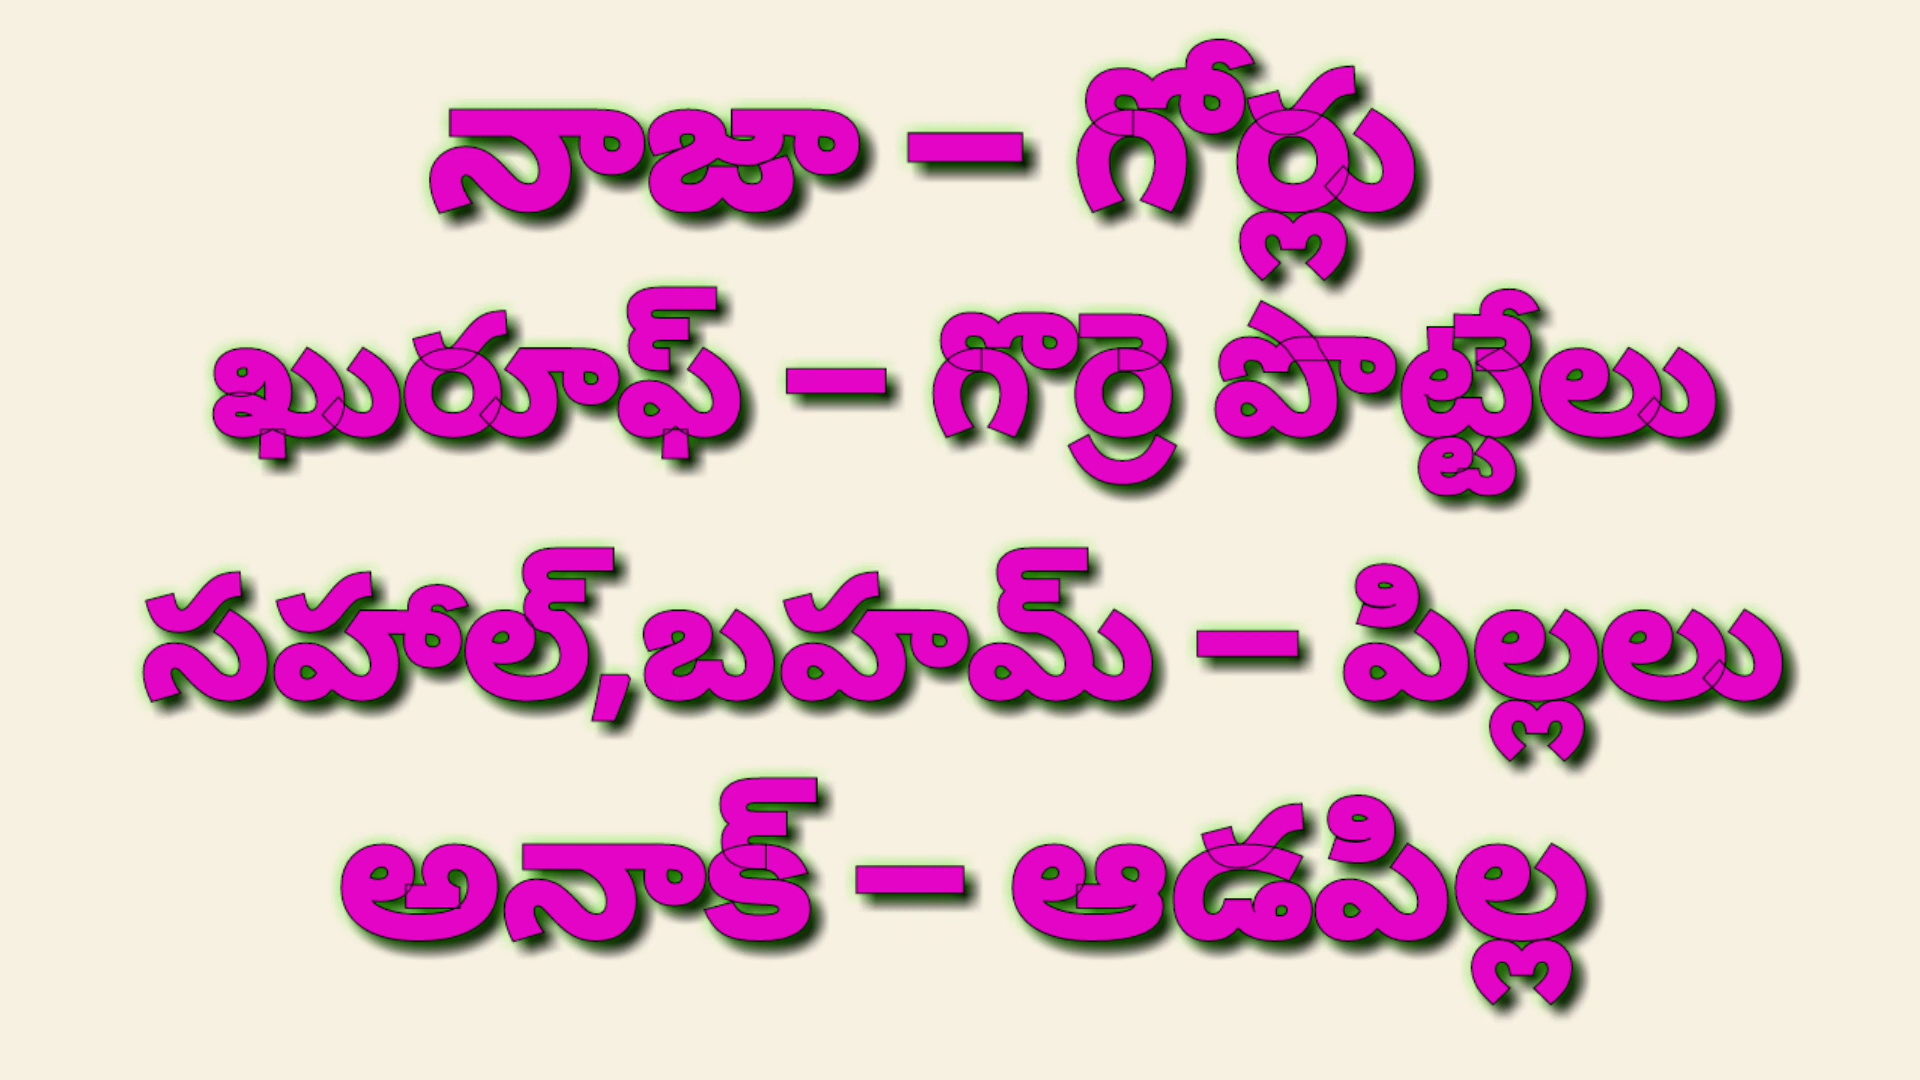 నాజా – గోర్లు
ఖురూఫ్ – గొర్రె పొట్టేలు
సహాల్,బహమ్ – పిల్లలు
అనాక్ – ఆడపిల్ల